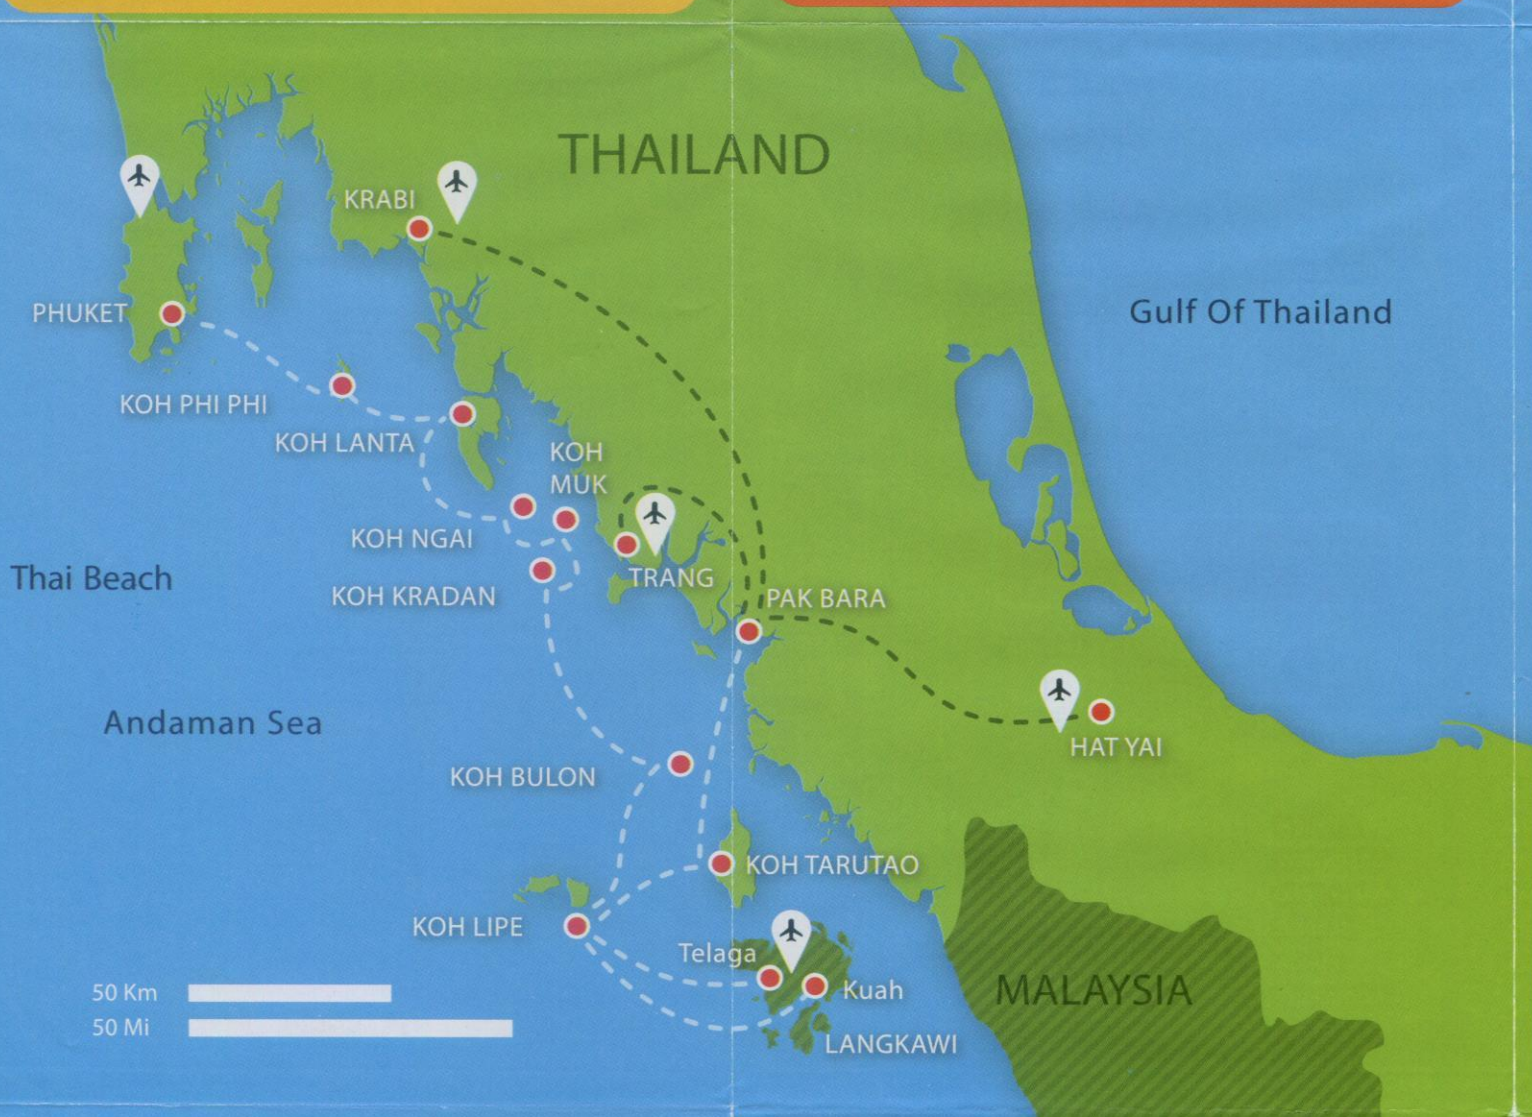 THAILAND
KRABI
PHUKET
Gulf Of Thailand
KOH PHI PHI
KOH LANTA
KOH
MUK
KOH NGAI
Thai Beach
TRANG
KOH KRADAN
PAK BARA
Andaman Sea
HAT YAI
KOH BULON
KOH TARUTAO
KOH LIPE
Telaga
50 Km
Kuah
MALAYSIA
50 Mi
LANGKAWI